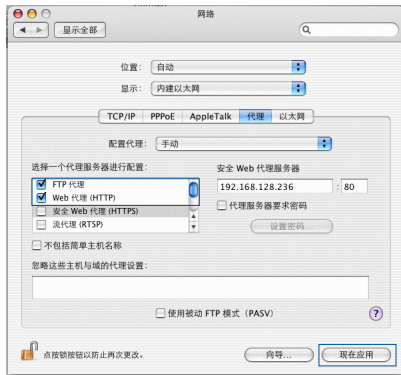 网络
显示全部
位置: 自动
显示: 内建以太网
TCP/IP PPPoE AppleTalk 代理 以太网
配置代理: 手动
选择一个代理服务器进行配置: 安全 Web 代理服务器
FTP 代理 192.168.128.236 : 80
Web 代理 (HTTP)
安全 Web 代理 (HTTPS) 代理服务器要求密码
流代理 (RTSP) 设置密码...
不包括简单主机名称
忽略这些主机与域的代理设置:
使用被动 FTP 模式（PASV） ?
点按锁按钮以防止再次更改。 向导... 现在应用